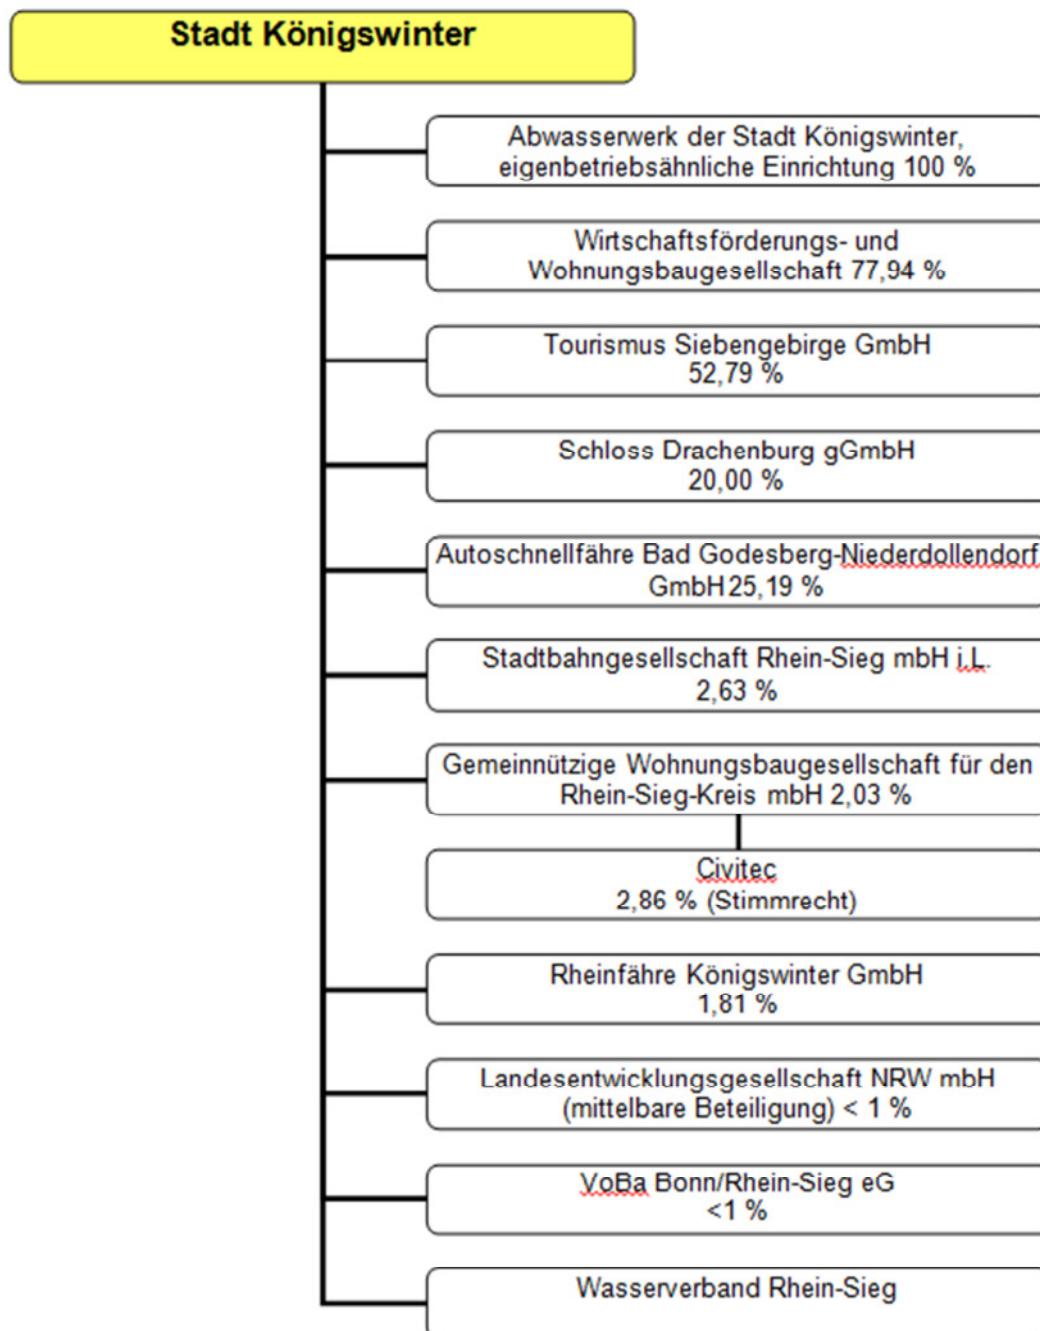 Stadt Königswinter
Abwasserwerk der Stadt Königswinter,
eigenbetriebsähnliche Einrichtung 100 %
Wirtschaftsförderungs- und
Wohnungsbaugesellschaft 77,94 %
Tourismus Siebengebirge GmbH
52,79 %
Schloss Drachenburg gGmbH
20,00 %
Autoschnellfähre Bad Godesberg-Niederdollendorf
GmbH 25,19 %
Stadtbahngesellschaft Rhein-Sieg mbH i.L.
2,63 %
Gemeinnützige Wohnungsbaugesellschaft für den
Rhein-Sieg-Kreis mbH 2,03 %
Civitec
2,86 % (Stimmrecht)
Rheinfähre Königswinter GmbH
1,81 %
Landesentwicklungsgesellschaft NRW mbH
(mittelbare Beteiligung) < 1 %
VoBa Bonn/Rhein-Sieg eG
<1 %
Wasserverband Rhein-Sieg